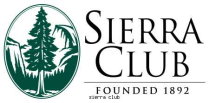 SIERRA
CLUB
FOUNDED 1892
sierra club